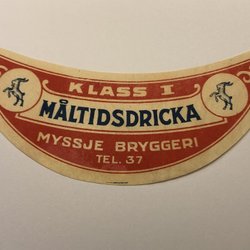 KLASS I
MÅLTIDSDRICKA
MYSSJE BRYGGERI
TEL. 37